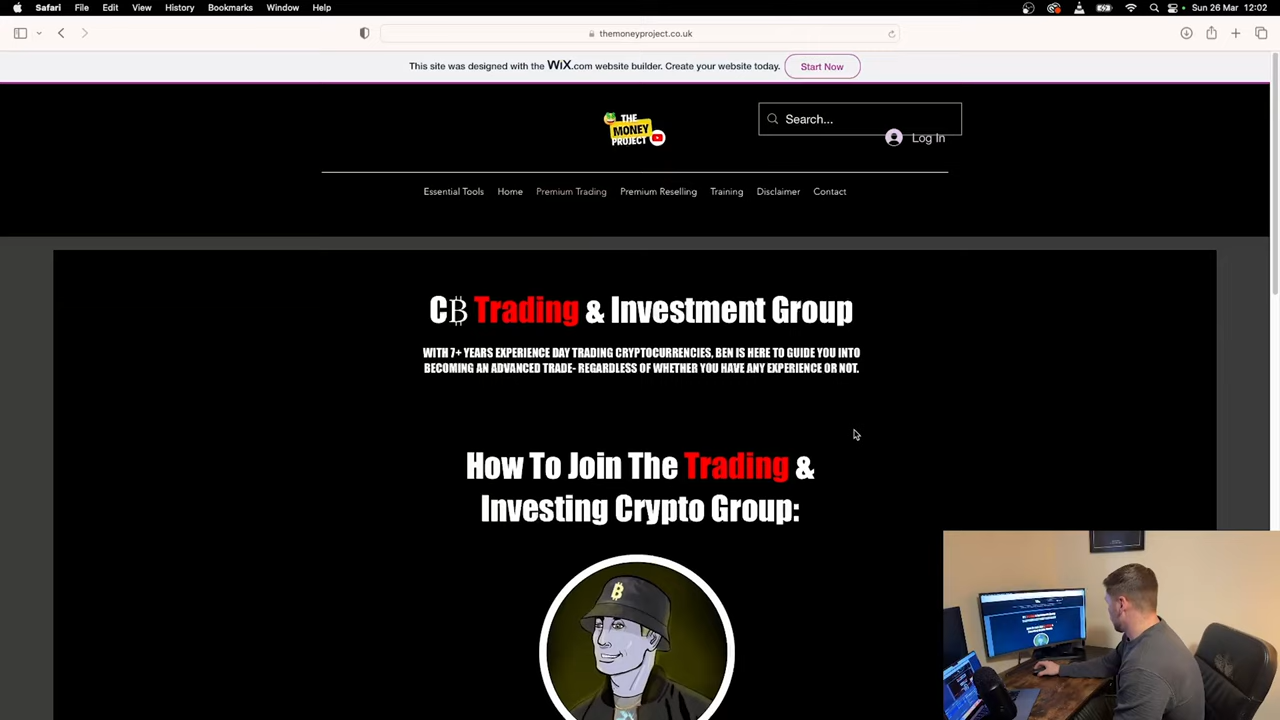 Safari File Edit View History Bookmarks Window Help Sun 26 Mar 12:02
themoneyproject.co.uk
This site was designed with the WiX.com website builder. Create your website today. Start Now
THE
MONEY
PROJECT
Search...
Log In
Essential Tools Home Premium Trading Premium Reselling Training Disclaimer Contact
C₿ Trading & Investment Group
WITH 7+ YEARS EXPERIENCE DAY TRADING CRYPTOCURRENCIES, BEN IS HERE TO GUIDE YOU INTO
BECOMING AN ADVANCED TRADE- REGARDLESS OF WHETHER YOU HAVE ANY EXPERIENCE OR NOT.
How To Join The Trading &
Investing Crypto Group:
₿